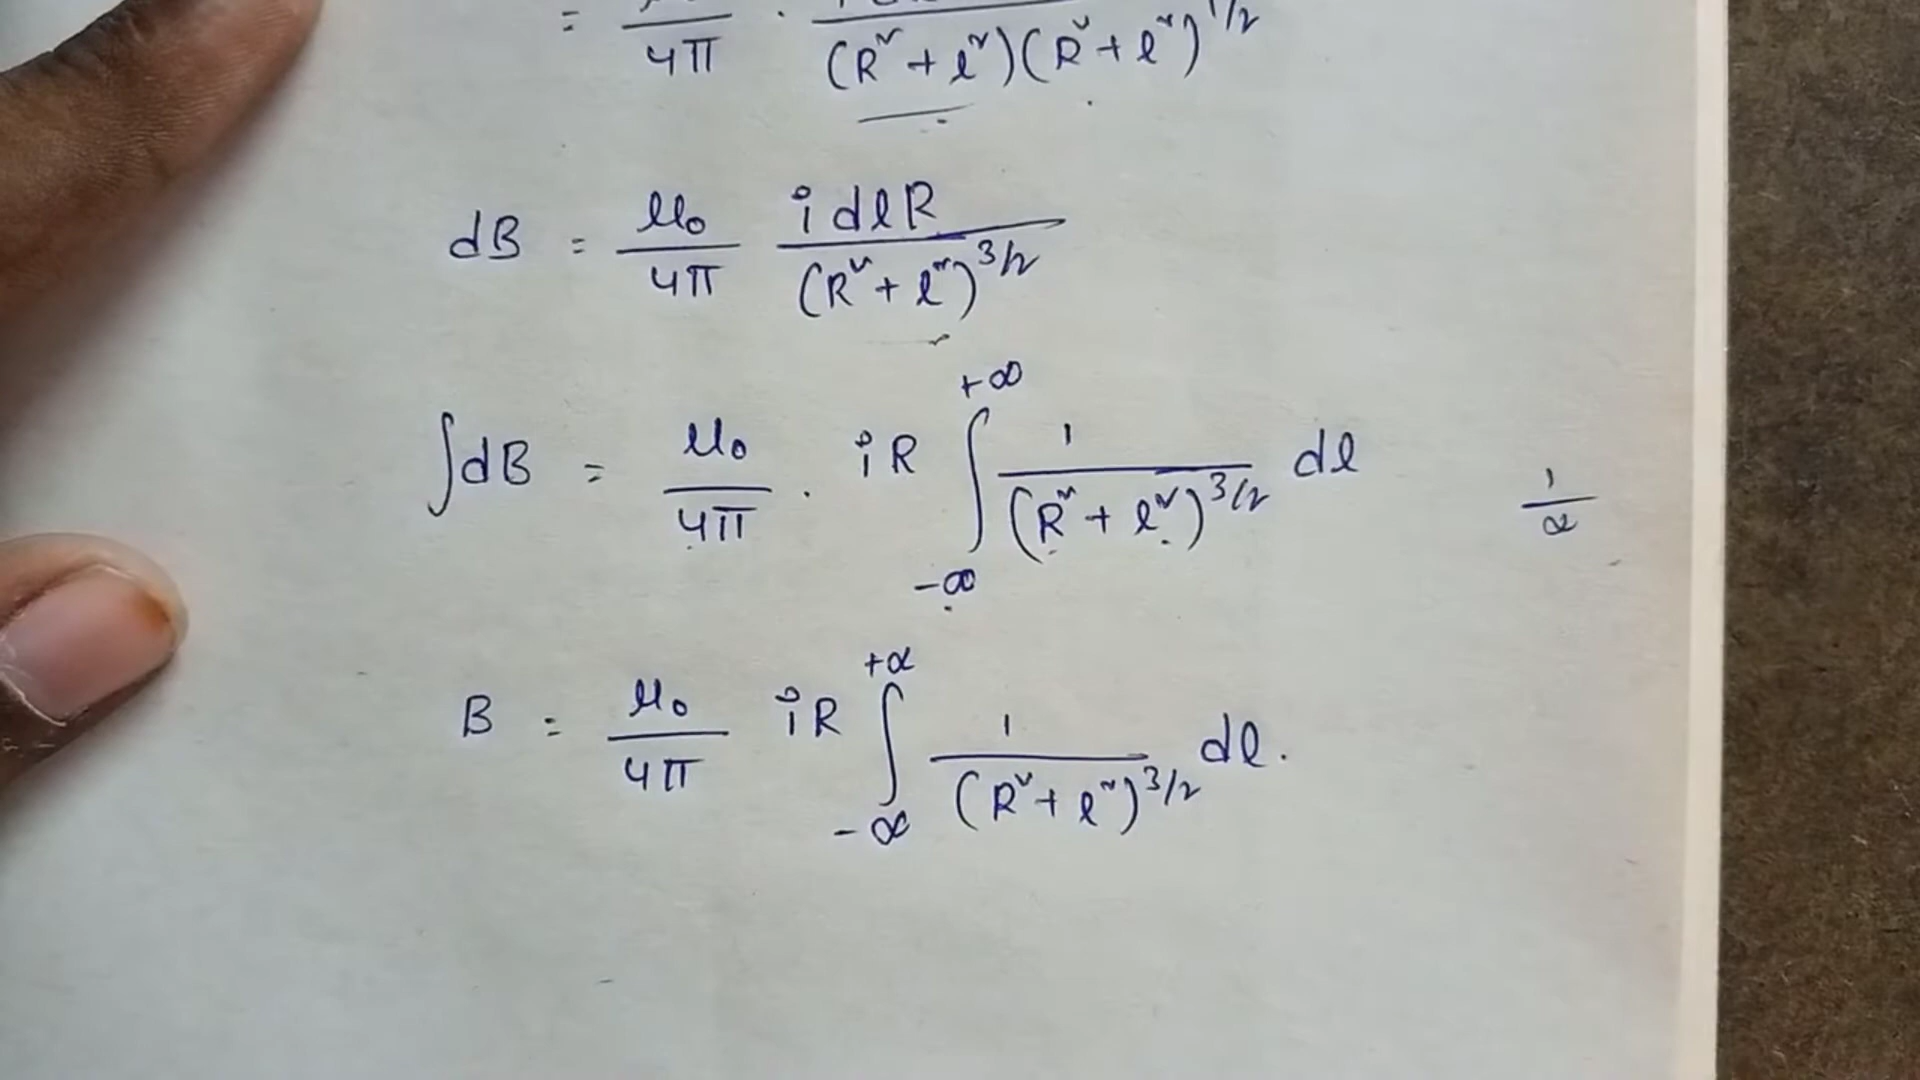 = /4π · /(R² + l²)(R² + l²)^1/2
dB = μ₀/4π i dl R/(R² + l²)^3/2
∫dB = μ₀/4π . iR ∫_{-∞}^{+∞} 1/(R² + l²)^3/2 dl
1/∝
B = μ₀/4π iR ∫_{-∝}^{+∝} 1/(R² + l²)^3/2 dl.